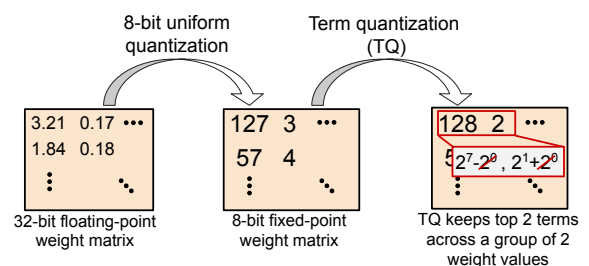 8-bit uniform
quantization
Term quantization
(TQ)
3.21 0.17 •••
1.84 0.18
127 3 •••
57 4
128 2 •••
5
2⁷-2⁰ , 2¹+2⁰
32-bit floating-point
weight matrix
8-bit fixed-point
weight matrix
TQ keeps top 2 terms
across a group of 2
weight values